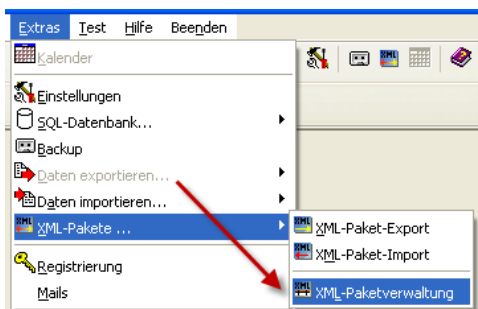 Extras Test Hilfe Beenden
Kalender
Einstellungen
SQL-Datenbank...
Backup
Daten exportieren...
Daten importieren...
XML-Pakete ...
XML-Paket-Export
XML-Paket-Import
Registrierung
XML-Paketverwaltung
Mails